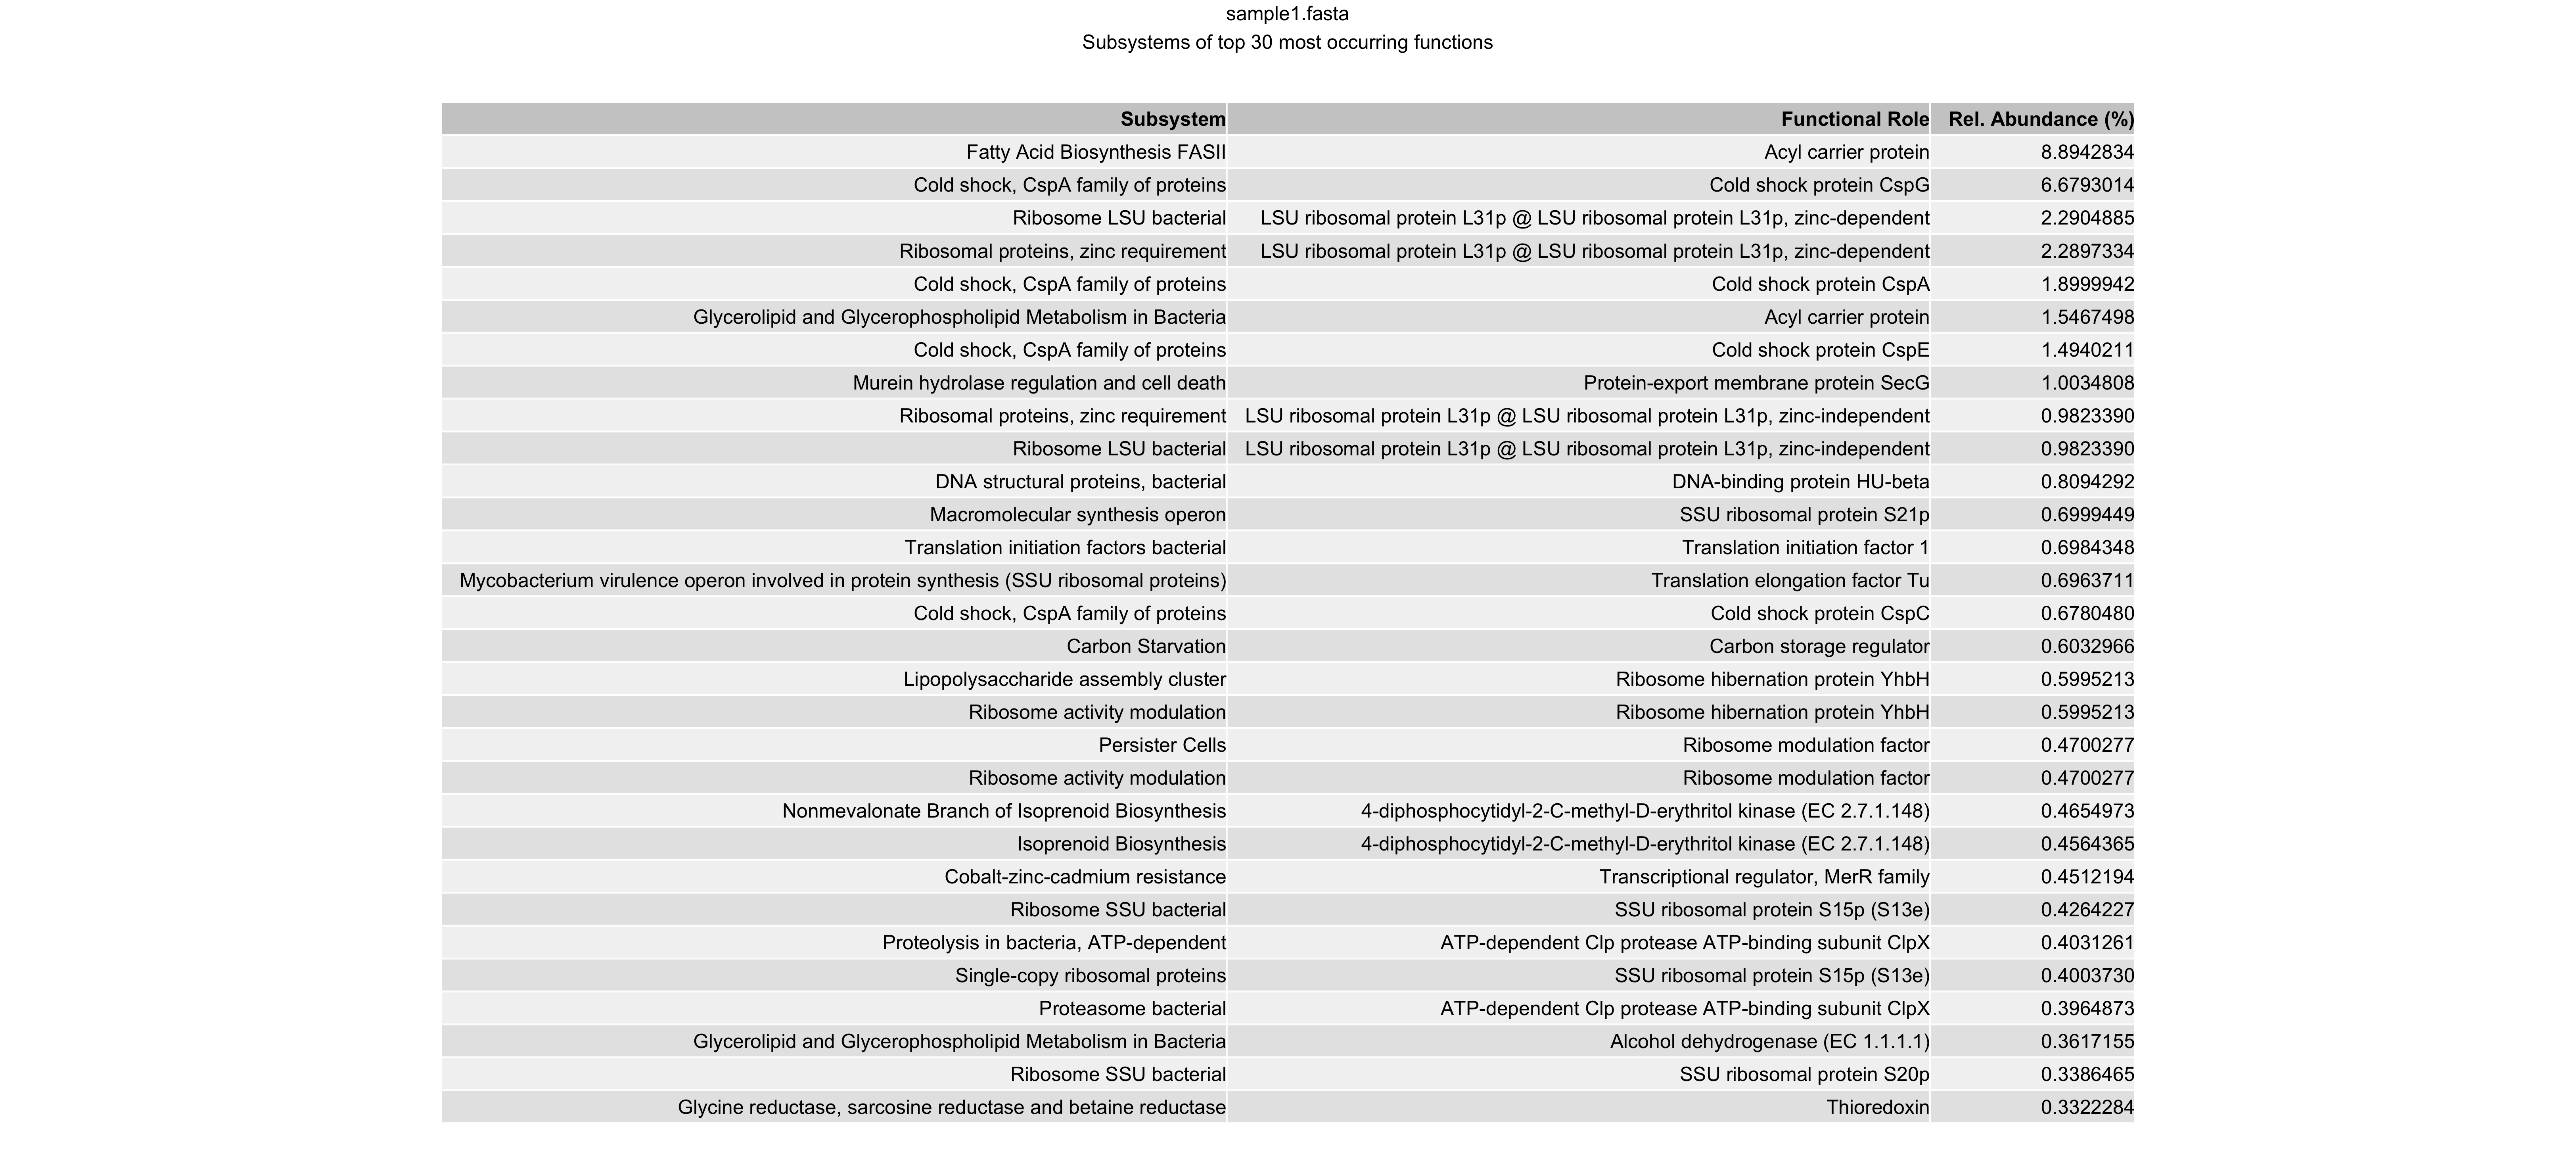 sample1.fasta
Subsystems of top 30 most occurring functions
Subsystem Functional Role Rel. Abundance (%)
Fatty Acid Biosynthesis FASII Acyl carrier protein 8.8942834
Cold shock, CspA family of proteins Cold shock protein CspG 6.6793014
Ribosome LSU bacterial LSU ribosomal protein L31p @ LSU ribosomal protein L31p, zinc-dependent 2.2904885
Ribosomal proteins, zinc requirement LSU ribosomal protein L31p @ LSU ribosomal protein L31p, zinc-dependent 2.2897334
Cold shock, CspA family of proteins Cold shock protein CspA 1.8999942
Glycerolipid and Glycerophospholipid Metabolism in Bacteria Acyl carrier protein 1.5467498
Cold shock, CspA family of proteins Cold shock protein CspE 1.4940211
Murein hydrolase regulation and cell death Protein-export membrane protein SecG 1.0034808
Ribosomal proteins, zinc requirement LSU ribosomal protein L31p @ LSU ribosomal protein L31p, zinc-independent 0.9823390
Ribosome LSU bacterial LSU ribosomal protein L31p @ LSU ribosomal protein L31p, zinc-independent 0.9823390
DNA structural proteins, bacterial DNA-binding protein HU-beta 0.8094292
Macromolecular synthesis operon SSU ribosomal protein S21p 0.6999449
Translation initiation factors bacterial Translation initiation factor 1 0.6984348
Mycobacterium virulence operon involved in protein synthesis (SSU ribosomal proteins) Translation elongation factor Tu 0.6963711
Cold shock, CspA family of proteins Cold shock protein CspC 0.6780480
Carbon Starvation Carbon storage regulator 0.6032966
Lipopolysaccharide assembly cluster Ribosome hibernation protein YhbH 0.5995213
Ribosome activity modulation Ribosome hibernation protein YhbH 0.5995213
Persister Cells Ribosome modulation factor 0.4700277
Ribosome activity modulation Ribosome modulation factor 0.4700277
Nonmevalonate Branch of Isoprenoid Biosynthesis 4-diphosphocytidyl-2-C-methyl-D-erythritol kinase (EC 2.7.1.148) 0.4654973
Isoprenoid Biosynthesis 4-diphosphocytidyl-2-C-methyl-D-erythritol kinase (EC 2.7.1.148) 0.4564365
Cobalt-zinc-cadmium resistance Transcriptional regulator, MerR family 0.4512194
Ribosome SSU bacterial SSU ribosomal protein S15p (S13e) 0.4264227
Proteolysis in bacteria, ATP-dependent ATP-dependent Clp protease ATP-binding subunit ClpX 0.4031261
Single-copy ribosomal proteins SSU ribosomal protein S15p (S13e) 0.4003730
Proteasome bacterial ATP-dependent Clp protease ATP-binding subunit ClpX 0.3964873
Glycerolipid and Glycerophospholipid Metabolism in Bacteria Alcohol dehydrogenase (EC 1.1.1.1) 0.3617155
Ribosome SSU bacterial SSU ribosomal protein S20p 0.3386465
Glycine reductase, sarcosine reductase and betaine reductase Thioredoxin 0.3322284